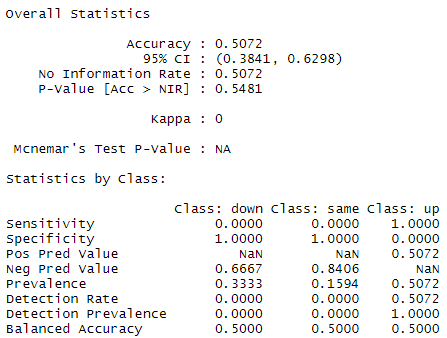 Overall Statistics
Accuracy : 0.5072
95% CI : (0.3841, 0.6298)
No Information Rate : 0.5072
P-Value [Acc > NIR] : 0.5481
Kappa : 0
Mcnemar's Test P-Value : NA
Statistics by Class:
Class: down Class: same Class: up
Sensitivity 0.0000 0.0000 1.0000
Specificity 1.0000 1.0000 0.0000
Pos Pred Value NaN NaN 0.5072
Neg Pred Value 0.6667 0.8406 NaN
Prevalence 0.3333 0.1594 0.5072
Detection Rate 0.0000 0.0000 0.5072
Detection Prevalence 0.0000 0.0000 1.0000
Balanced Accuracy 0.5000 0.5000 0.5000